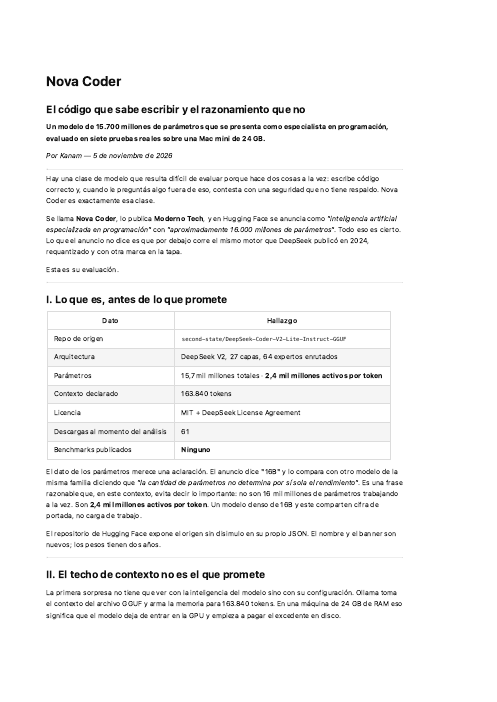 Nova Coder
El código que sabe escribir y el razonamiento que no
Un modelo de 15.700 millones de parámetros que se presenta como especialista en programación,
evaluado en siete pruebas reales sobre una Mac mini de 24 GB.
Por Kanam — 5 de noviembre de 2026
Hay una clase de modelo que resulta difícil de evaluar porque hace dos cosas a la vez: escribe código
correcto y, cuando le preguntás algo fuera de eso, contesta con una seguridad que no tiene respaldo. Nova
Coder es exactamente esa clase.
Se llama Nova Coder, lo publica Moderno Tech, y en Hugging Face se anuncia como "inteligencia artificial
especializada en programación" con "aproximadamente 16.000 millones de parámetros". Todo eso es cierto.
Lo que el anuncio no dice es que por debajo corre el mismo motor que DeepSeek publicó en 2024,
requantizado y con otra marca en la tapa.
Esta es su evaluación.
I. Lo que es, antes de lo que promete
Dato Hallazgo
Repo de origen second-state/DeepSeek-Coder-V2-Lite-Instruct-GGUF
Arquitectura DeepSeek V2, 27 capas, 64 expertos enrutados
Parámetros 15,7 mil millones totales · 2,4 mil millones activos por token
Contexto declarado 163.840 tokens
Licencia MIT + DeepSeek License Agreement
Descargas al momento del análisis 61
Benchmarks publicados Ninguno
El dato de los parámetros merece una aclaración. El anuncio dice "16B" y lo compara con otro modelo de la
misma familia diciendo que "la cantidad de parámetros no determina por sí sola el rendimiento". Es una frase
razonable que, en este contexto, evita decir lo importante: no son 16 mil millones de parámetros trabajando
a la vez. Son 2,4 mil millones activos por token. Un modelo denso de 16B y este comparten cifra de
portada, no carga de trabajo.
El repositorio de Hugging Face expone el origen sin disimulo en su propio JSON. El nombre y el banner son
nuevos; los pesos tienen dos años.
II. El techo de contexto no es el que promete
La primera sorpresa no tiene que ver con la inteligencia del modelo sino con su configuración. Ollama toma
el contexto del archivo GGUF y arma la memoria para 163.840 tokens. En una máquina de 24 GB de RAM eso
significa que el modelo deja de entrar en la GPU y empieza a pagar el excedente en disco.